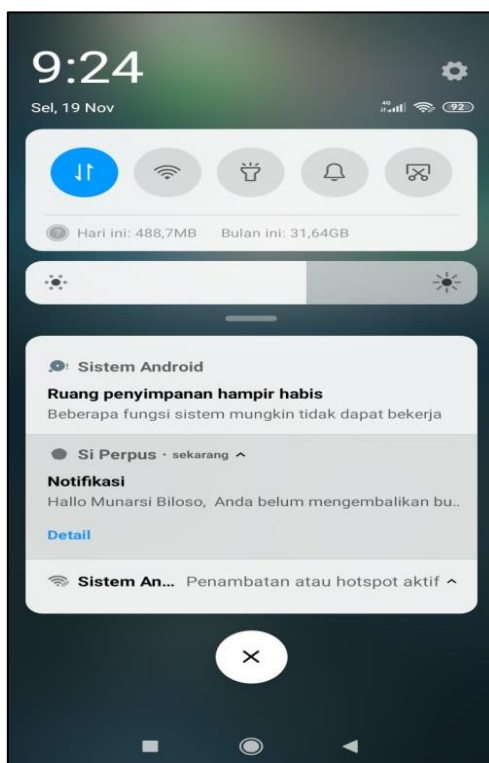 9:24
Sel, 19 Nov
4G 92
Hari ini: 488,7MB Bulan ini: 31,64GB
Sistem Android
Ruang penyimpanan hampir habis
Beberapa fungsi sistem mungkin tidak dapat bekerja
Si Perpus · sekarang
Notifikasi
Hallo Munarsi Biloso, Anda belum mengembalikan bu..
Detail
Sistem An... Penambatan atau hotspot aktif